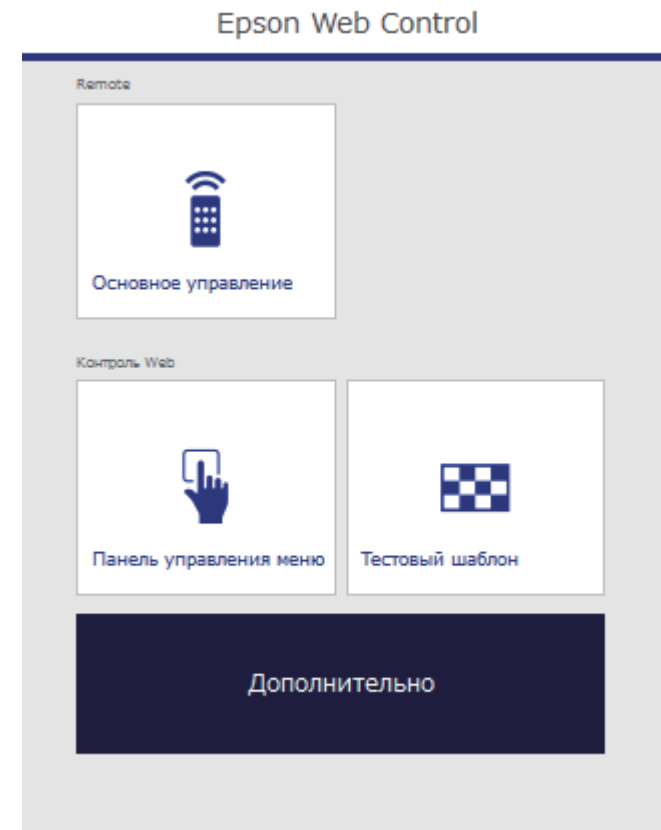 Epson Web Control
Remote
Основное управление
Контроль Web
Панель управления меню
Тестовый шаблон
Дополнительно